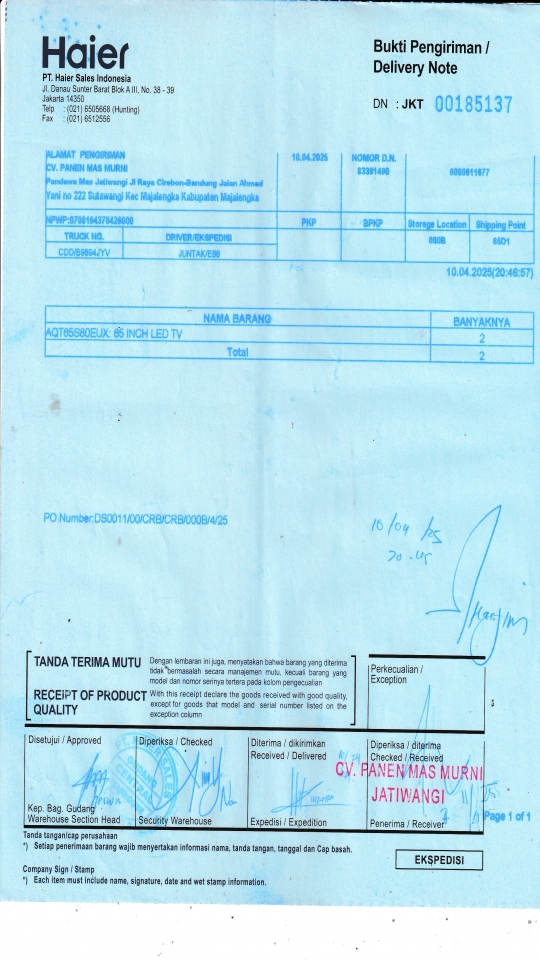 Haier
PT. Haier Sales Indonesia
Jl. Danau Sunter Barat Blok A III, No. 38 - 39
Jakarta 14350
Telp : (021) 6505668 (Hunting)
Fax : (021) 6512556
Bukti Pengiriman /
Delivery Note
DN : JKT 00185137
ALAMAT PENGIRIMAN
CV. PANEN MAS MURNI
Pandawa Mas Jatiwangi Jl Raya Cirebon-Bandung Jalan Ahmad
Yani no 222 Sutawangi Kec Majalengka Kabupaten Majalengka
10.04.2025
NOMOR D.N.
83391490
6000611677
NPWP:0708194378426000
PKP
BPKP
Storege Location
Shipping Point
TRUCK NO.
DRIVER/EKSPEDISI
000B
65D1
CDD/B9894JYV
JUNTAK/E88
10.04.2025(20:46:57)
NAMA BARANG BANYAKNYA
AQT65S80EUX: 65 INCH LED TV 2
Total 2
PO Number:DS0011/00/CRB/CRB/000B/4/25
10/04 /25
20.45
TANDA TERIMA MUTU
Dengan lembaran ini juga, menyatakan bahwa barang yang diterima
tidak bermasalah secara manajemen mutu, kecuali barang yang
model dan nomor serinya tertera pada kolom pengecualian
RECEIPT OF PRODUCT
QUALITY
With this receipt declare the goods received with good quality,
except for goods that model and serial number listed on the
exception column
Perkecualian /
Exception
Disetujui / Approved
Diperiksa / Checked
Diterima / dikirimkan
Received / Delivered
Diperiksa / diterima
Checked / Received
CV. PANEN MAS MURNI
JATIWANGI
Kep. Bag. Gudang
Warehouse Section Head
Security Warehouse
Expedisi / Expedition
Penerima / Receiver
Page 1 of 1
Tanda tangan/cap perusahaan
*) Setiap penerimaan barang wajib menyertakan informasi nama, tanda tangan, tanggal dan Cap basah.
EKSPEDISI
Company Sign / Stamp
*) Each item must include name, signature, date and wet stamp information.